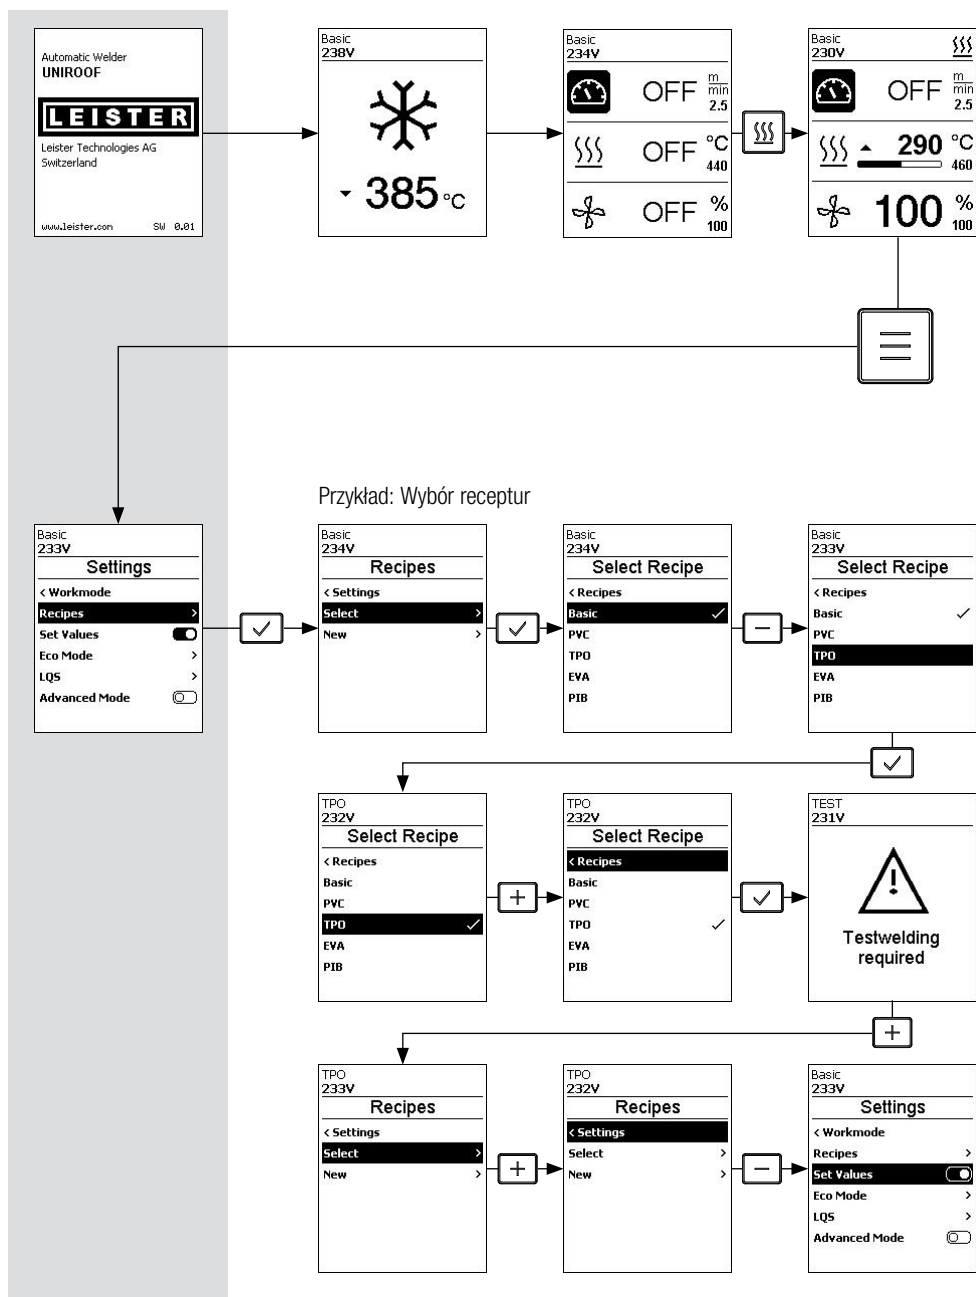 Automatic Welder
UNIROOF
LEISTER
Leister Technologies AG
Switzerland
www.leister.com SW 0.01
Basic
238V
385 °C
Basic
234V
OFF m/min 2.5
OFF °C 440
OFF % 100
Basic
230V
OFF m/min 2.5
290 °C 460
100 % 100
Przykład: Wybór receptur
Basic
233V
Settings
< Workmode
Recipes >
Set Values
Eco Mode >
LQS >
Advanced Mode
Basic
234V
Recipes
< Settings
Select >
New >
Basic
234V
Select Recipe
< Recipes
Basic ✓
PVC
TPO
EVA
PIB
Basic
233V
Select Recipe
< Recipes
Basic ✓
PVC
TPO
EVA
PIB
TPO
232V
Select Recipe
< Recipes
Basic
PVC
TPO ✓
EVA
PIB
TPO
232V
Select Recipe
< Recipes
Basic
PVC
TPO ✓
EVA
PIB
TEST
231V
Testwelding
required
TPO
233V
Recipes
< Settings
Select >
New >
TPO
232V
Recipes
< Settings
Select >
New >
Basic
233V
Settings
< Workmode
Recipes >
Set Values
Eco Mode >
LQS >
Advanced Mode